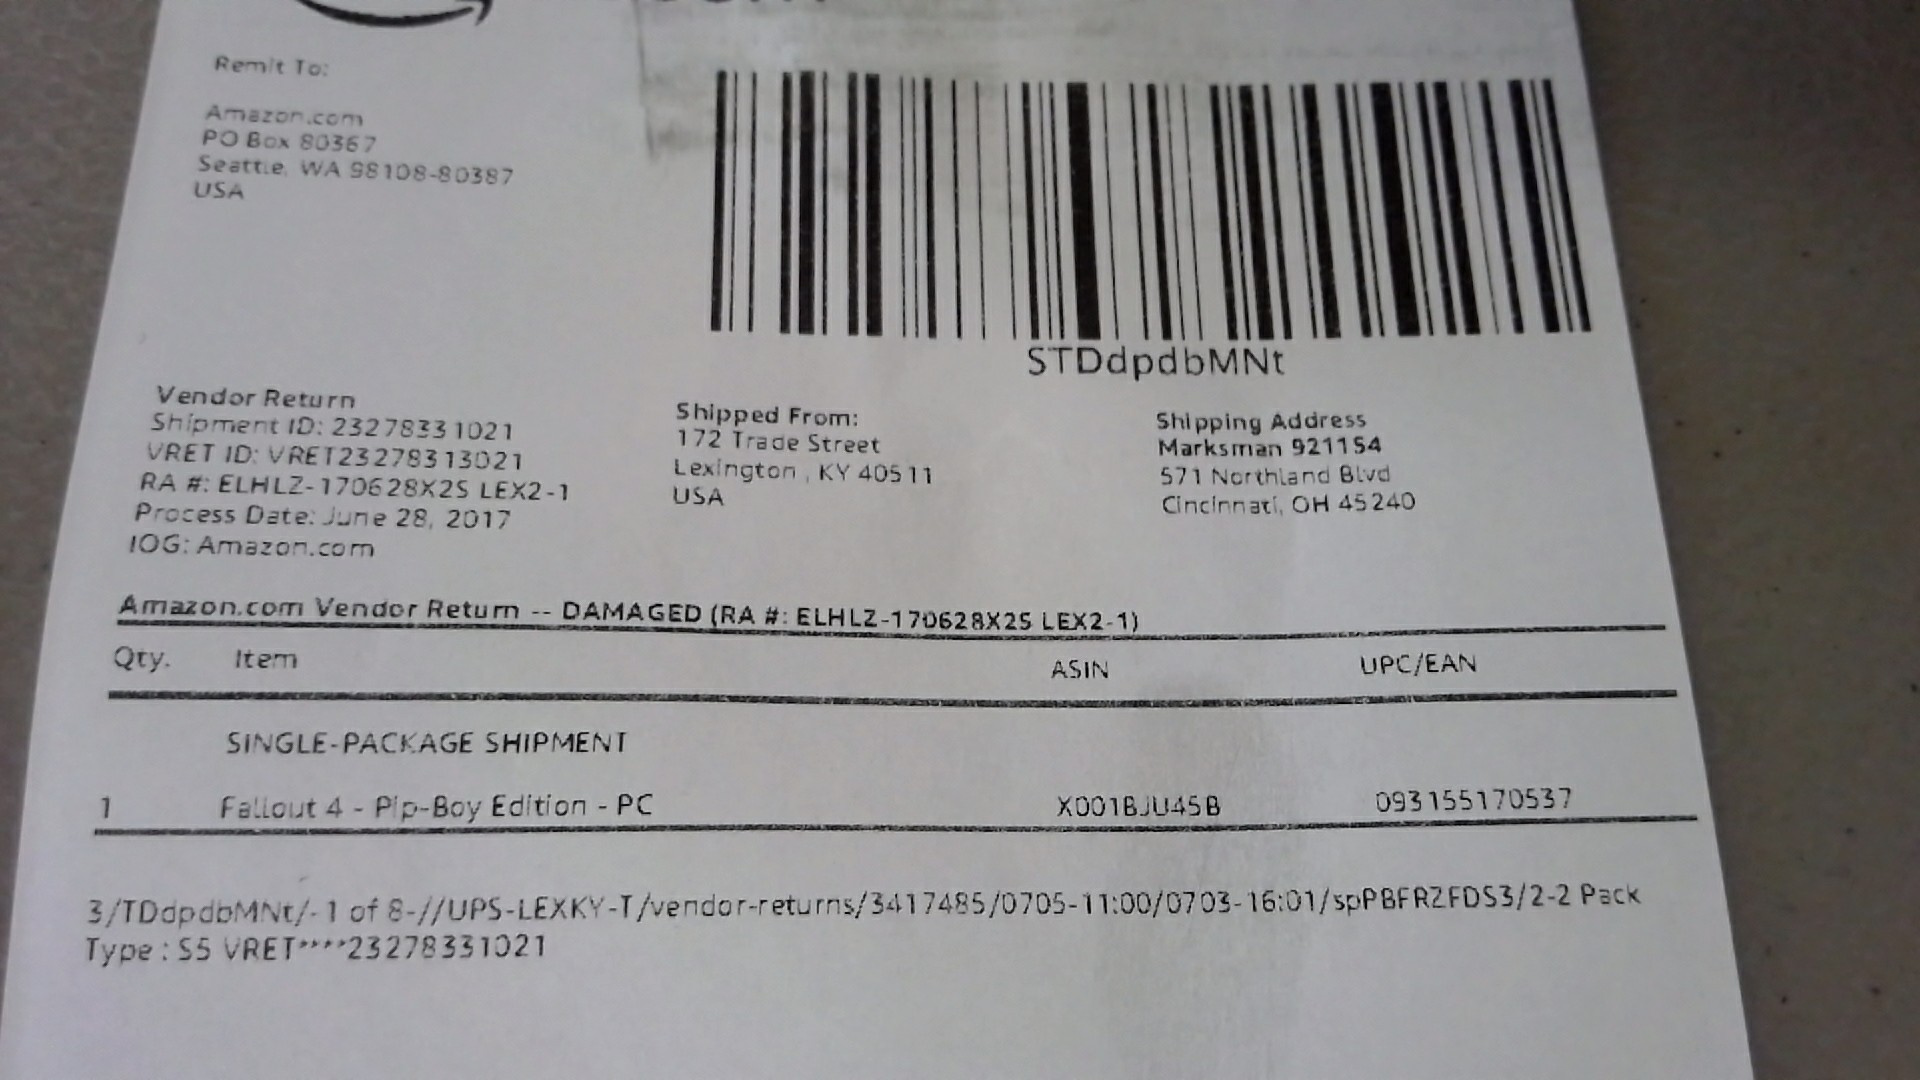 Remit To:
Amazon.com
PO Box 80367
Seattle, WA 98108-80387
USA
STDdpdbMNt
Vendor Return
Shipment ID: 23278331021
VRET ID: VRET23278313021
RA #: ELHLZ-170628X2S LEX2-1
Process Date: June 28, 2017
IOG: Amazon.com
Shipped From:
172 Trade Street
Lexington , KY 40511
USA
Shipping Address
Marksman 921154
571 Northland Blvd
Cincinnati, OH 45240
Amazon.com Vendor Return -- DAMAGED (RA #: ELHLZ-170628X2S LEX2-1)
Qty. Item ASIN UPC/EAN
SINGLE-PACKAGE SHIPMENT
1 Fallout 4 - Pip-Boy Edition - PC X001BJU45B 093155170537
3/TDdpdbMNt/-1 of 8-//UPS-LEXKY-T/vendor-returns/3417485/0705-11:00/0703-16:01/spPBFRZFDS3/2-2 Pack
Type : S5 VRET****23278331021